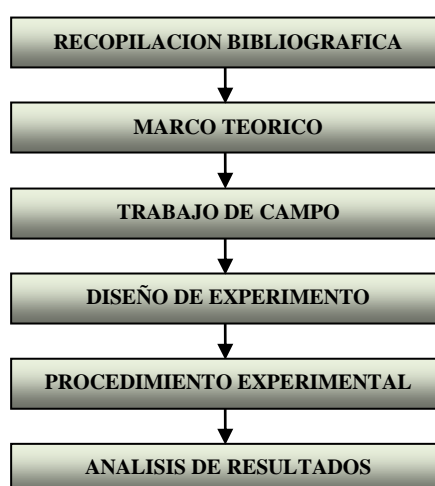 RECOPILACION BIBLIOGRAFICA
MARCO TEORICO
TRABAJO DE CAMPO
DISEÑO DE EXPERIMENTO
PROCEDIMIENTO EXPERIMENTAL
ANALISIS DE RESULTADOS